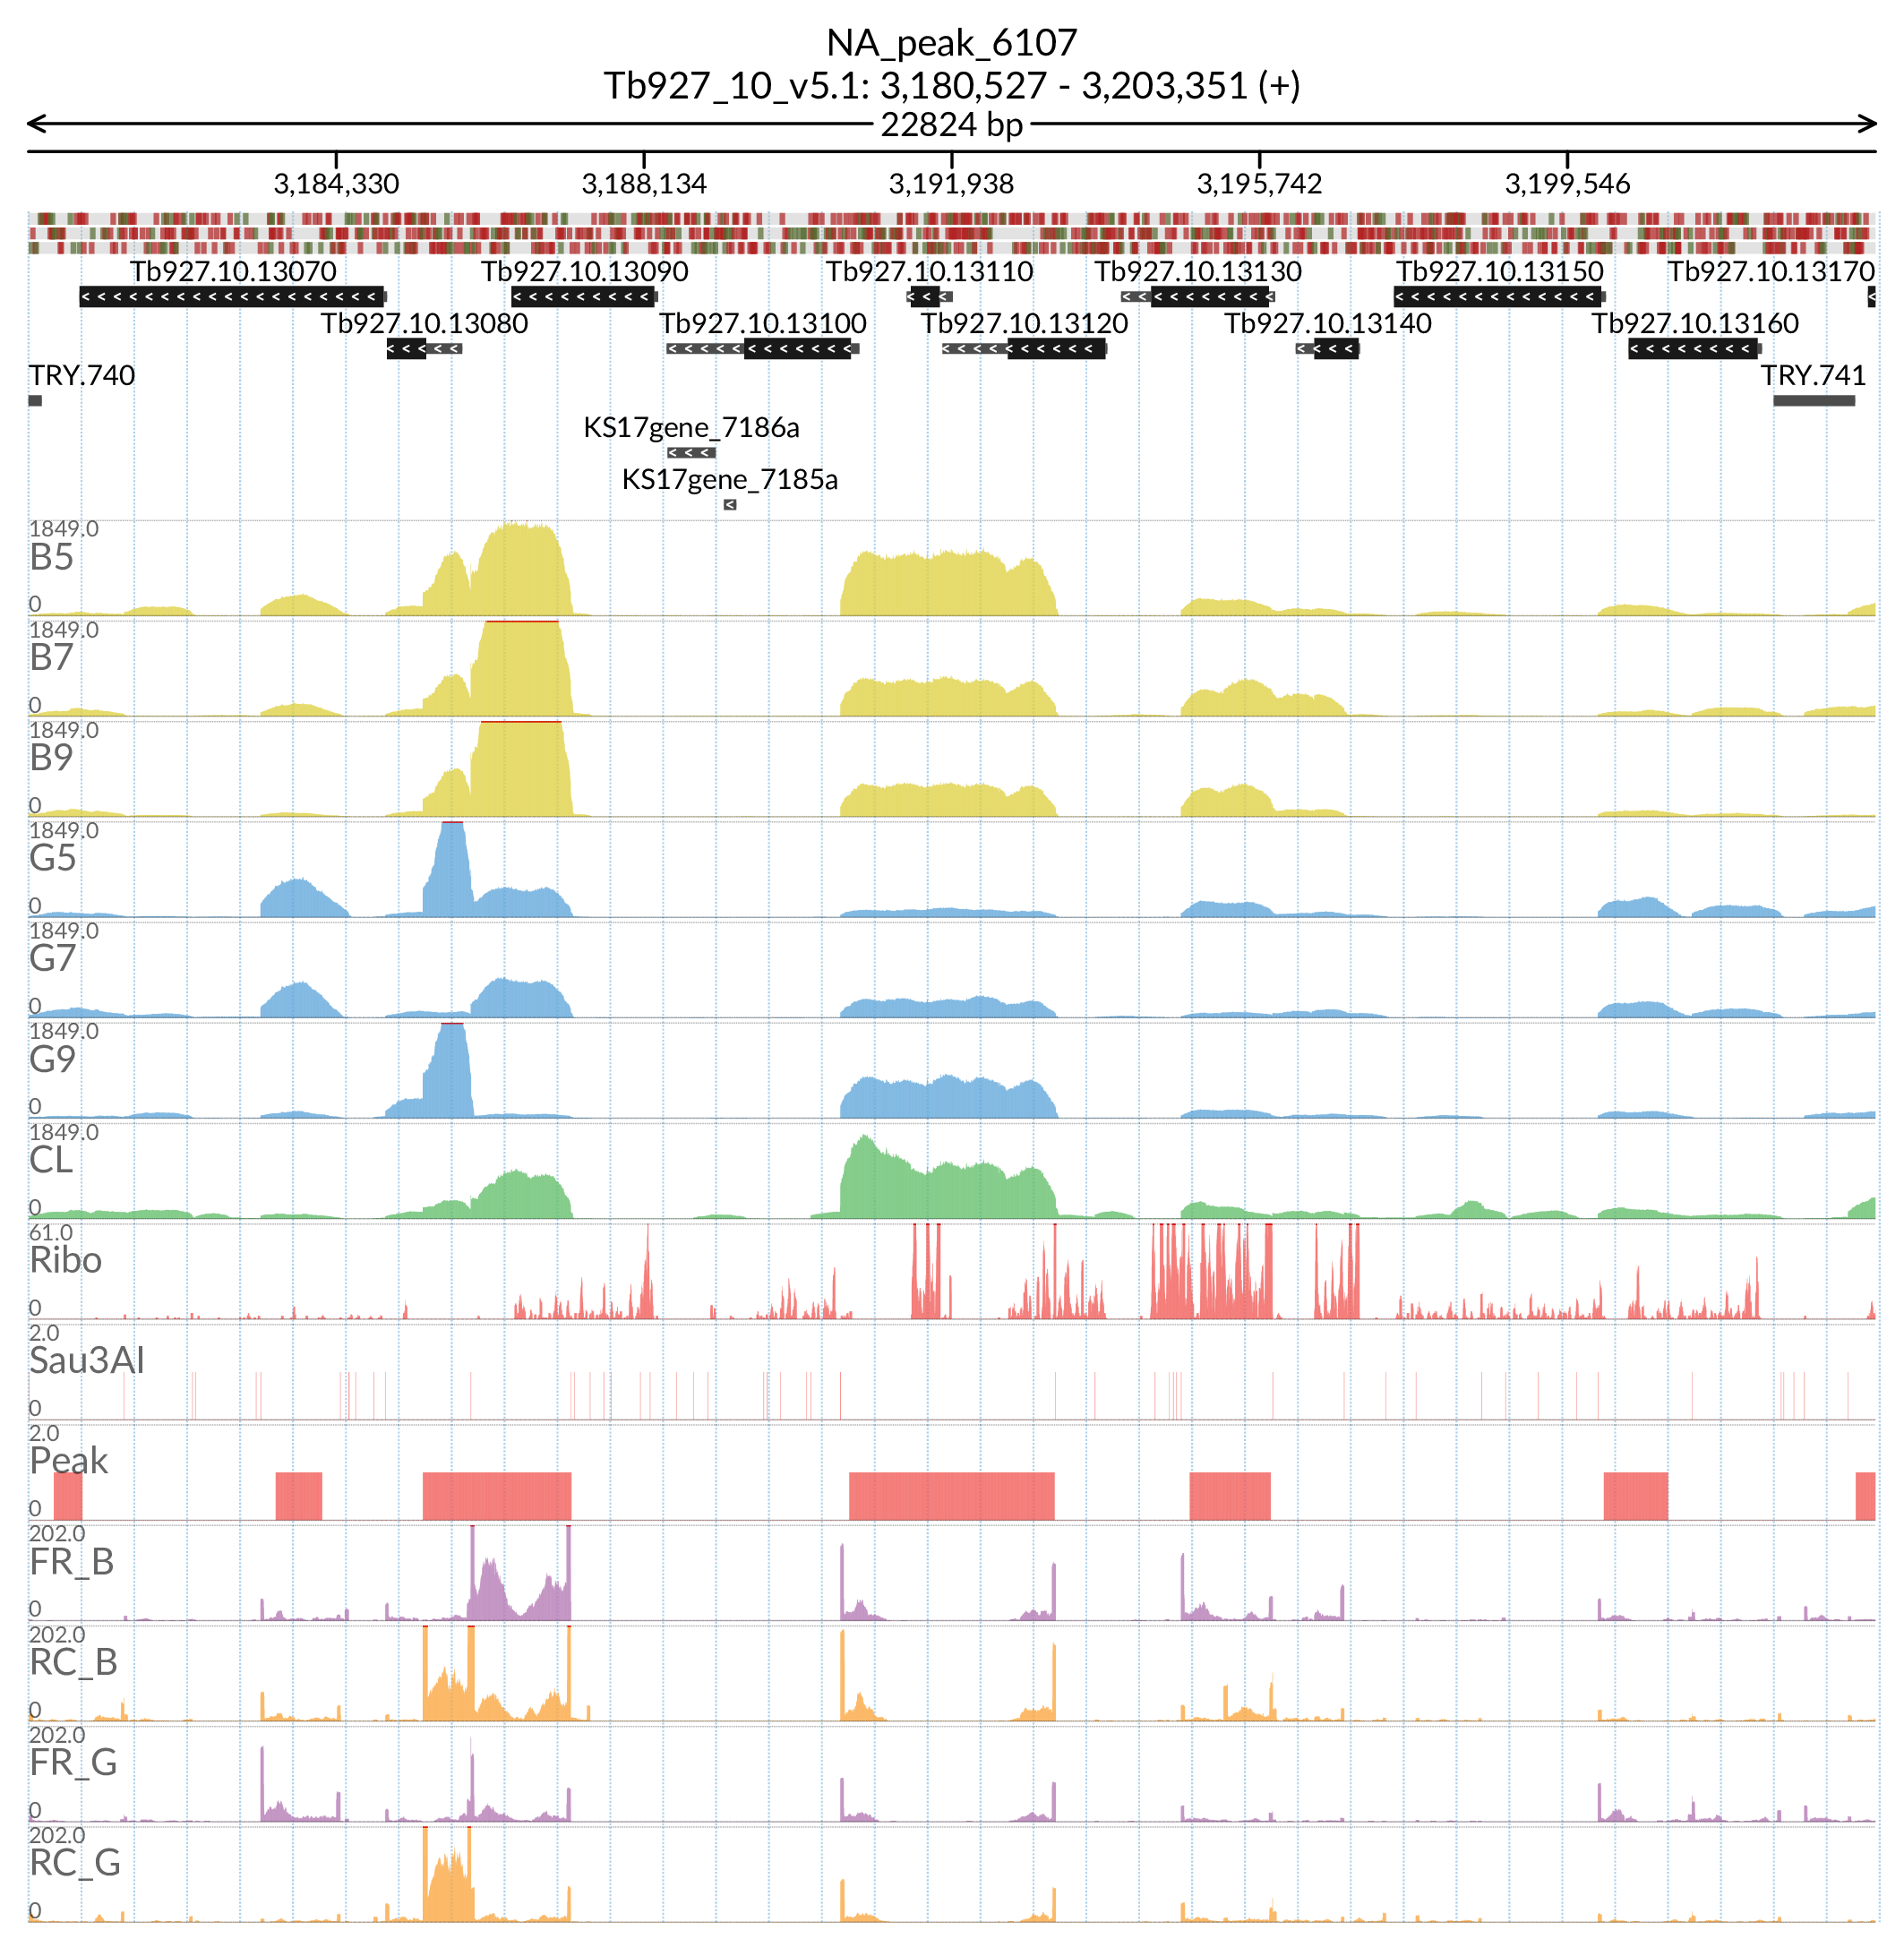 NA_peak_6107
Tb927_10_v5.1: 3,180,527 - 3,203,351 (+)
22824 bp
3,184,330 3,188,134 3,191,938 3,195,742 3,199,546
Tb927.10.13070 Tb927.10.13090 Tb927.10.13110 Tb927.10.13130 Tb927.10.13150 Tb927.10.13170
Tb927.10.13080 Tb927.10.13100 Tb927.10.13120 Tb927.10.13140 Tb927.10.13160
TRY.740 TRY.741
KS17gene_7186a
KS17gene_7185a
1849.0
B5
0
1849.0
B7
0
1849.0
B9
0
1849.0
G5
0
1849.0
G7
0
1849.0
G9
0
1849.0
CL
0
61.0
Ribo
0
2.0
Sau3AI
0
2.0
Peak
0
202.0
FR_B
0
202.0
RC_B
0
202.0
FR_G
0
202.0
RC_G
0